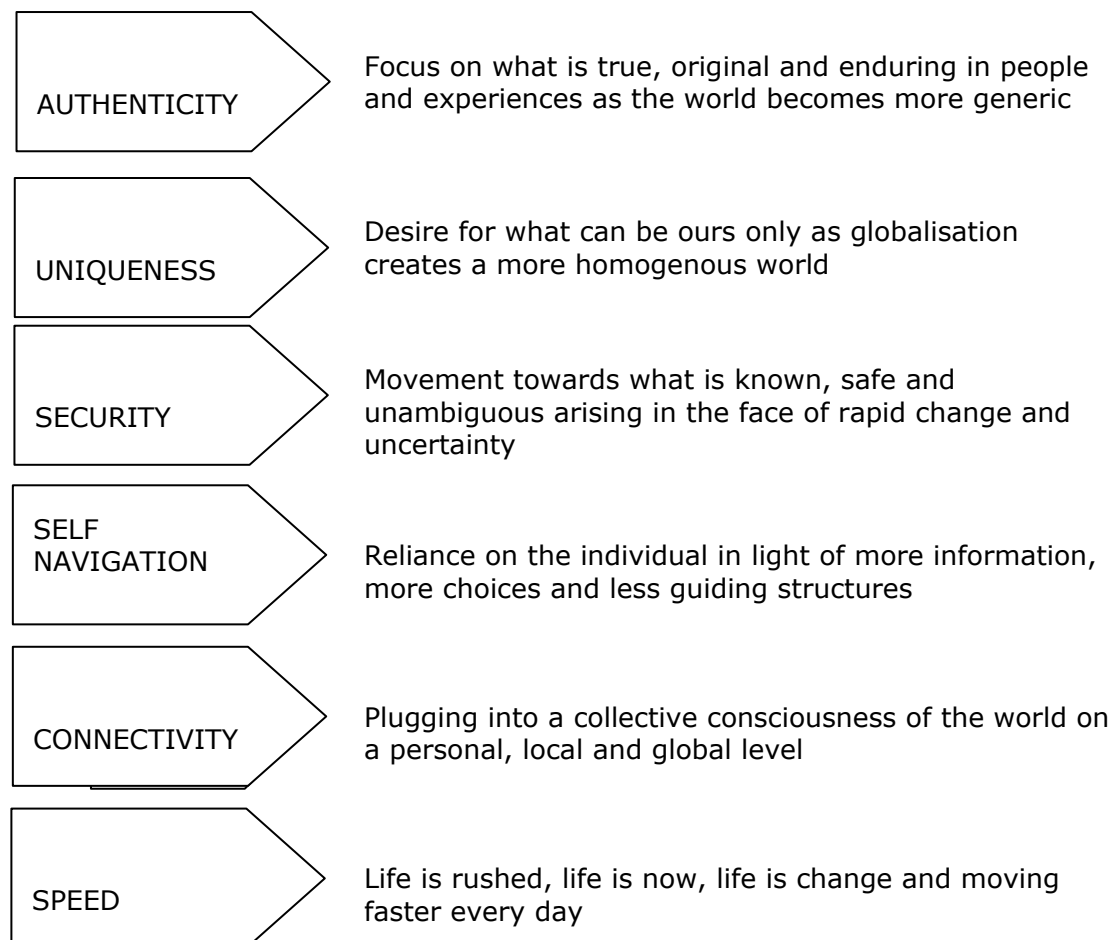 AUTHENTICITY
Focus on what is true, original and enduring in people
and experiences as the world becomes more generic
UNIQUENESS
Desire for what can be ours only as globalisation
creates a more homogenous world
SECURITY
Movement towards what is known, safe and
unambiguous arising in the face of rapid change and
uncertainty
SELF
NAVIGATION
Reliance on the individual in light of more information,
more choices and less guiding structures
CONNECTIVITY
Plugging into a collective consciousness of the world on
a personal, local and global level
SPEED
Life is rushed, life is now, life is change and moving
faster every day